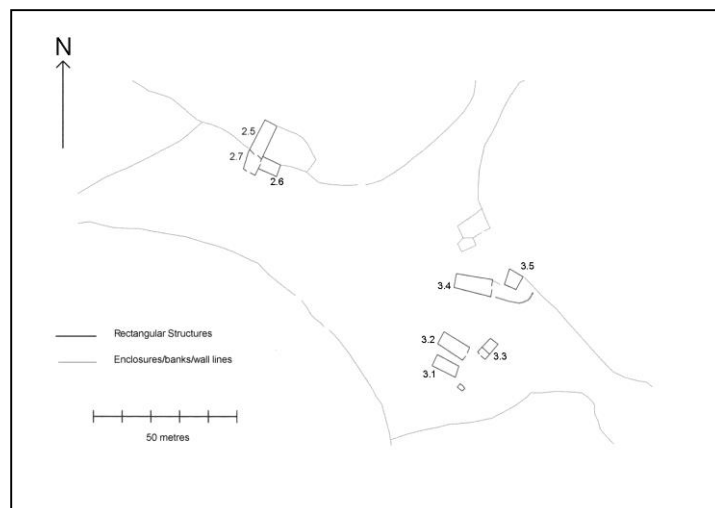 N
2.5
2.7
2.6
3.5
3.4
3.2
3.3
3.1
Rectangular Structures
Enclosures/banks/wall lines
50 metres